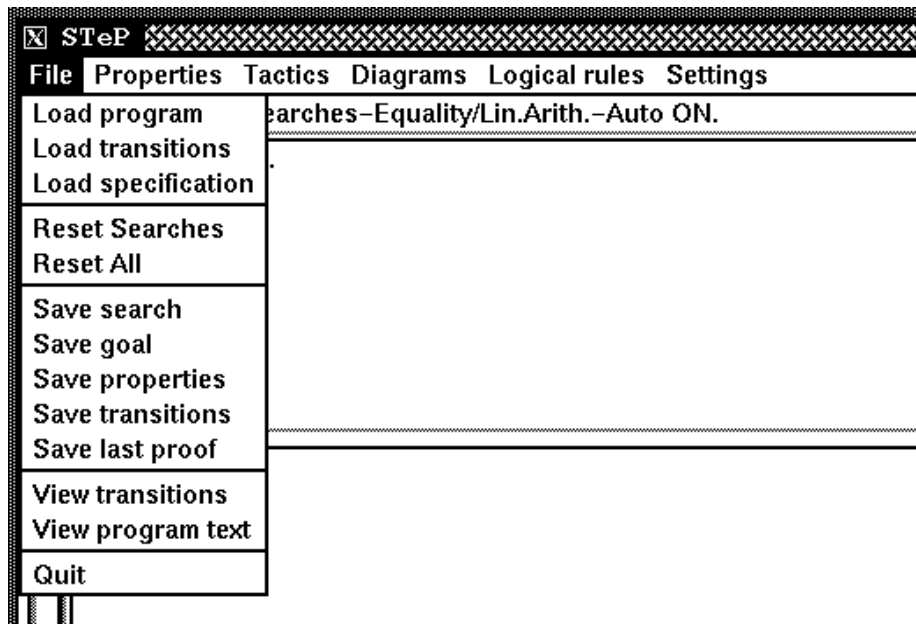 X STeP
File Properties Tactics Diagrams Logical rules Settings
earches-Equality/Lin.Arith.-Auto ON.
Load program
Load transitions
Load specification
Reset Searches
Reset All
Save search
Save goal
Save properties
Save transitions
Save last proof
View transitions
View program text
Quit